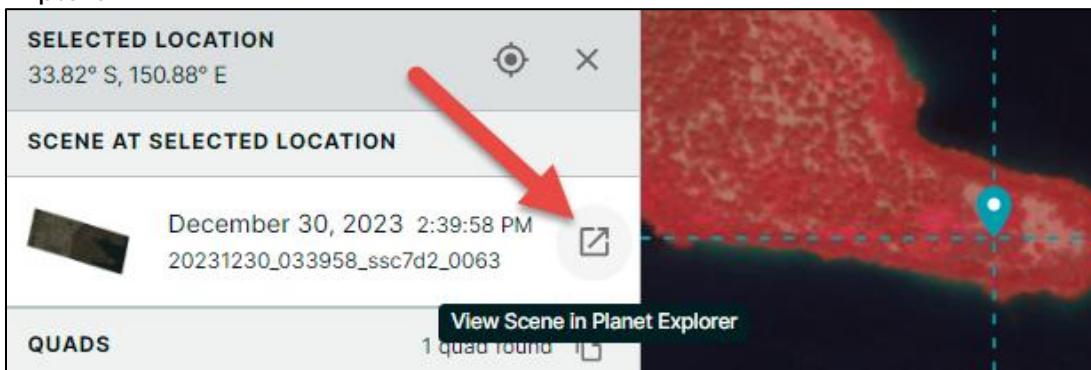 SELECTED LOCATION
33.82° S, 150.88° E
SCENE AT SELECTED LOCATION
December 30, 2023 2:39:58 PM
20231230_033958_ssc7d2_0063
View Scene in Planet Explorer
QUADS 1 quad found